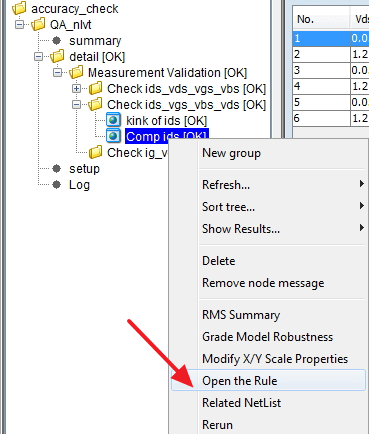 accuracy_check
QA_nlvt
summary
detail [OK]
Measurement Validation [OK]
Check ids_vds_vgs_vbs [OK]
Check ids_vgs_vbs_vds [OK]
kink of ids [OK]
Comp ids [OK]
Check ig_v
setup
Log
No. Vds
1 0.0
2 1.2
3 0.0
4 1.2
5 0.0
6 1.2
New group
Refresh...
Sort tree...
Show Results...
Delete
Remove node message
RMS Summary
Grade Model Robustness
Modify X/Y Scale Properties
Open the Rule
Related NetList
Rerun